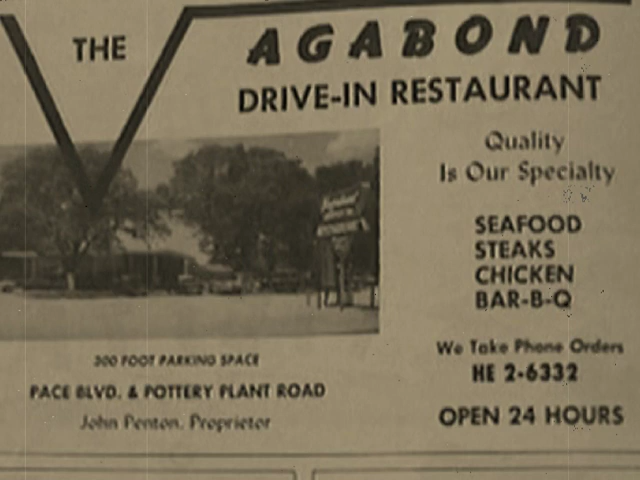 THE VAGABOND
DRIVE-IN RESTAURANT
Quality
Is Our Specialty
SEAFOOD
STEAKS
CHICKEN
BAR-B-Q
We Take Phone Orders
HE 2-6332
OPEN 24 HOURS
300 FOOT PARKING SPACE
PACE BLVD. & POTTERY PLANT ROAD
John Penton, Proprietor